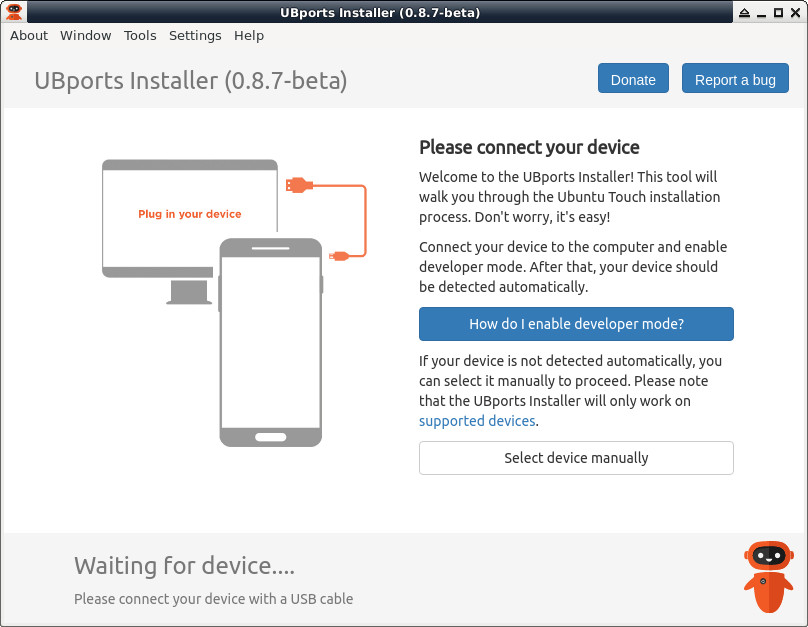 UBports Installer (0.8.7-beta)
About Window Tools Settings Help
UBports Installer (0.8.7-beta)
Donate
Report a bug
Plug in your device
Please connect your device
Welcome to the UBports Installer! This tool will
walk you through the Ubuntu Touch installation
process. Don't worry, it's easy!
Connect your device to the computer and enable
developer mode. After that, your device should
be detected automatically.
How do I enable developer mode?
If your device is not detected automatically, you
can select it manually to proceed. Please note
that the UBports Installer will only work on
supported devices.
Select device manually
Waiting for device....
Please connect your device with a USB cable